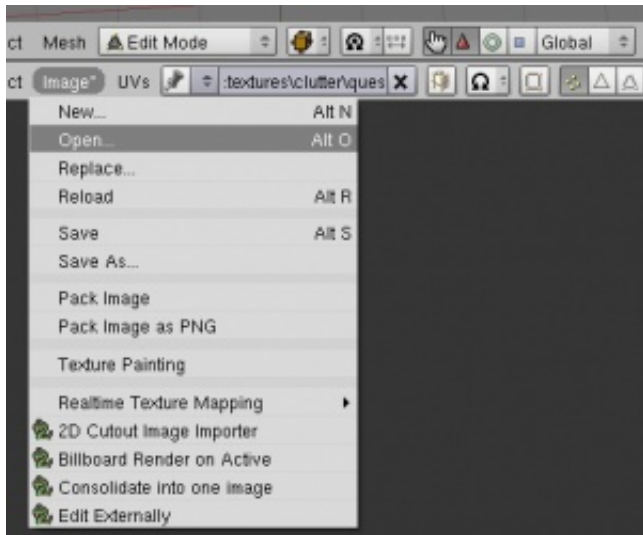 ct Mesh Edit Mode Global
ct Image* UVs :textures\clutter\ques
New... Alt N
Open... Alt O
Replace...
Reload Alt R
Save Alt S
Save As...
Pack Image
Pack Image as PNG
Texture Painting
Realtime Texture Mapping
2D Cutout Image Importer
Billboard Render on Active
Consolidate into one image
Edit Externally